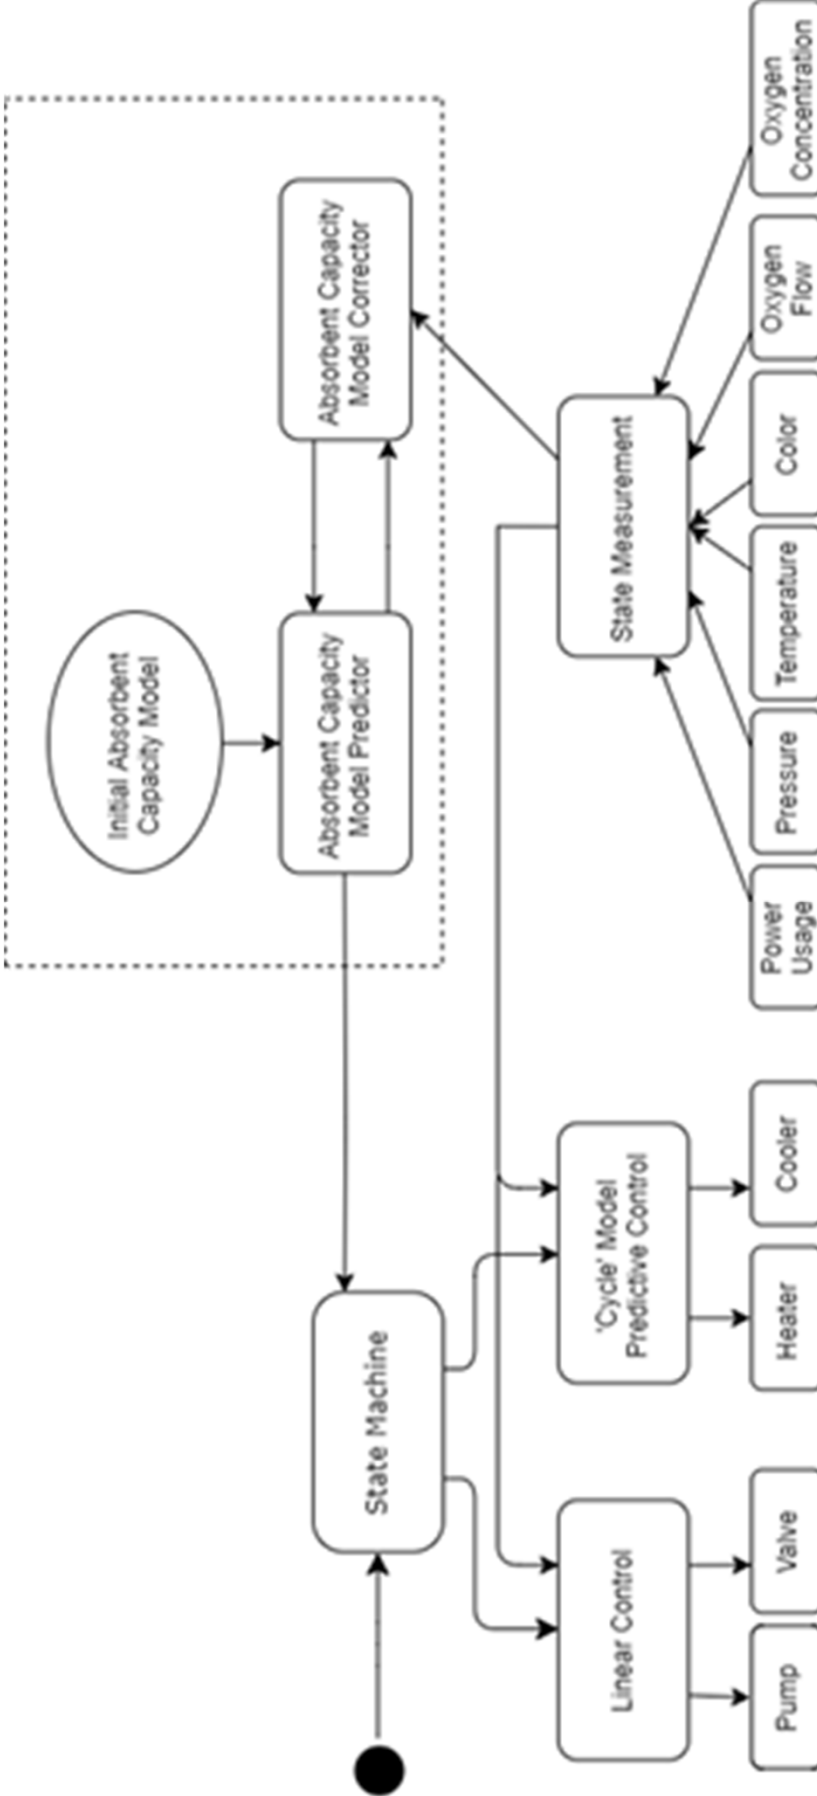 Initial Absorbent
Capacity Model
State Machine
Absorbent Capacity
Model Predictor
Absorbent Capacity
Model Corrector
Linear Control
'Cycle' Model
Predictive Control
State Measurement
Pump
Valve
Heater
Cooler
Power
Usage
Pressure
Temperature
Color
Oxygen
Flow
Oxygen
Concentration